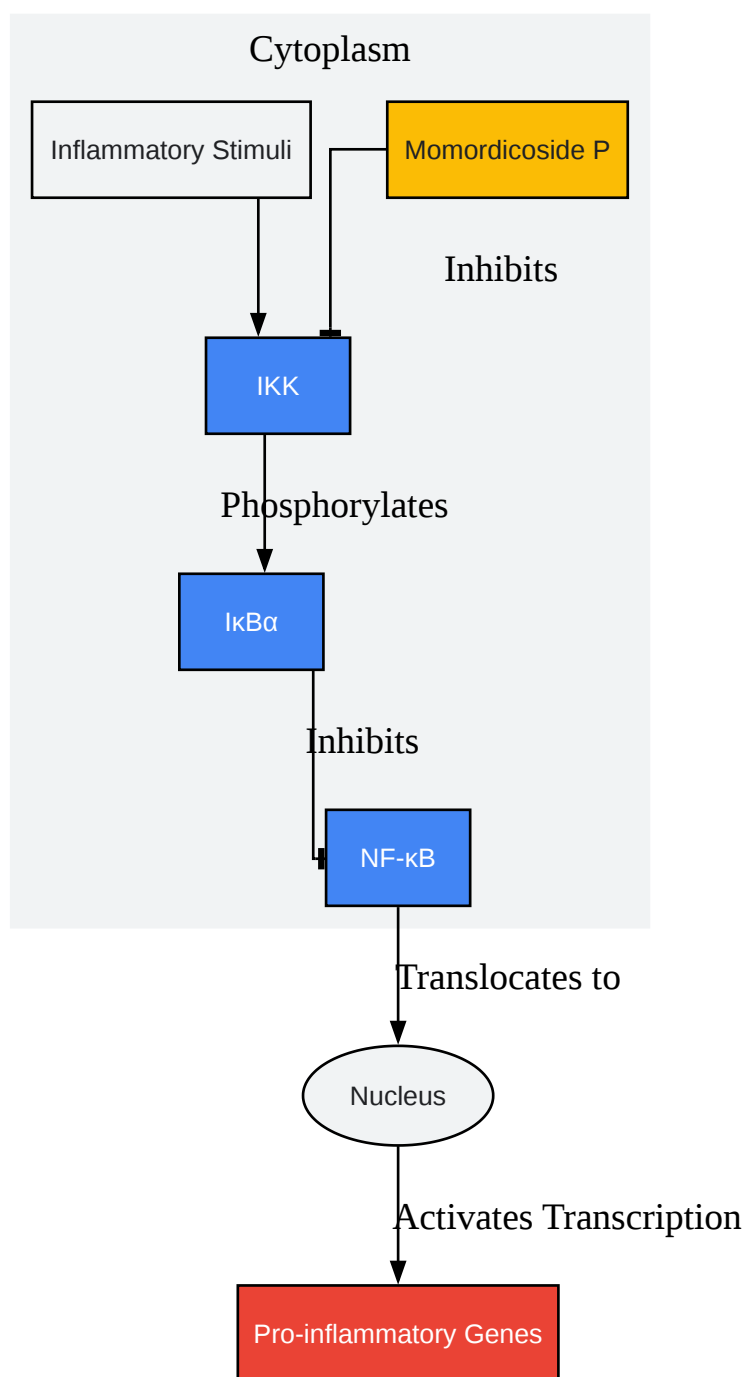 Cytoplasm
Inflammatory Stimuli
Momordicoside P
Inhibits
IKK
Phosphorylates
IκBα
Inhibits
NF-κB
Translocates to
Nucleus
Activates Transcription
Pro-inflammatory Genes